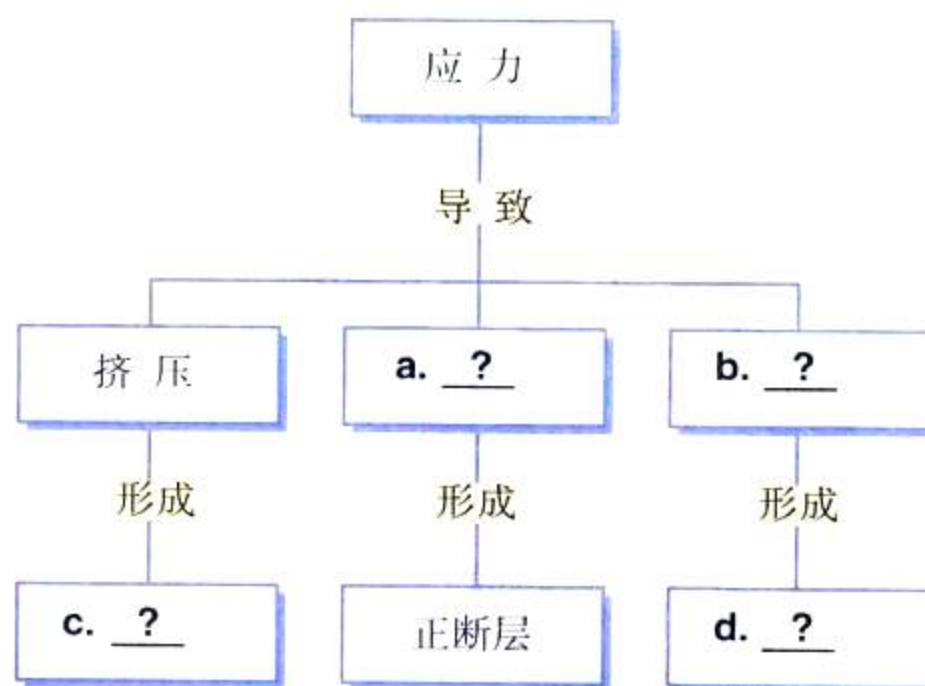 应 力
导 致
挤 压
a. ?
b. ?
形成
形成
形成
c. ?
正断层
d. ?